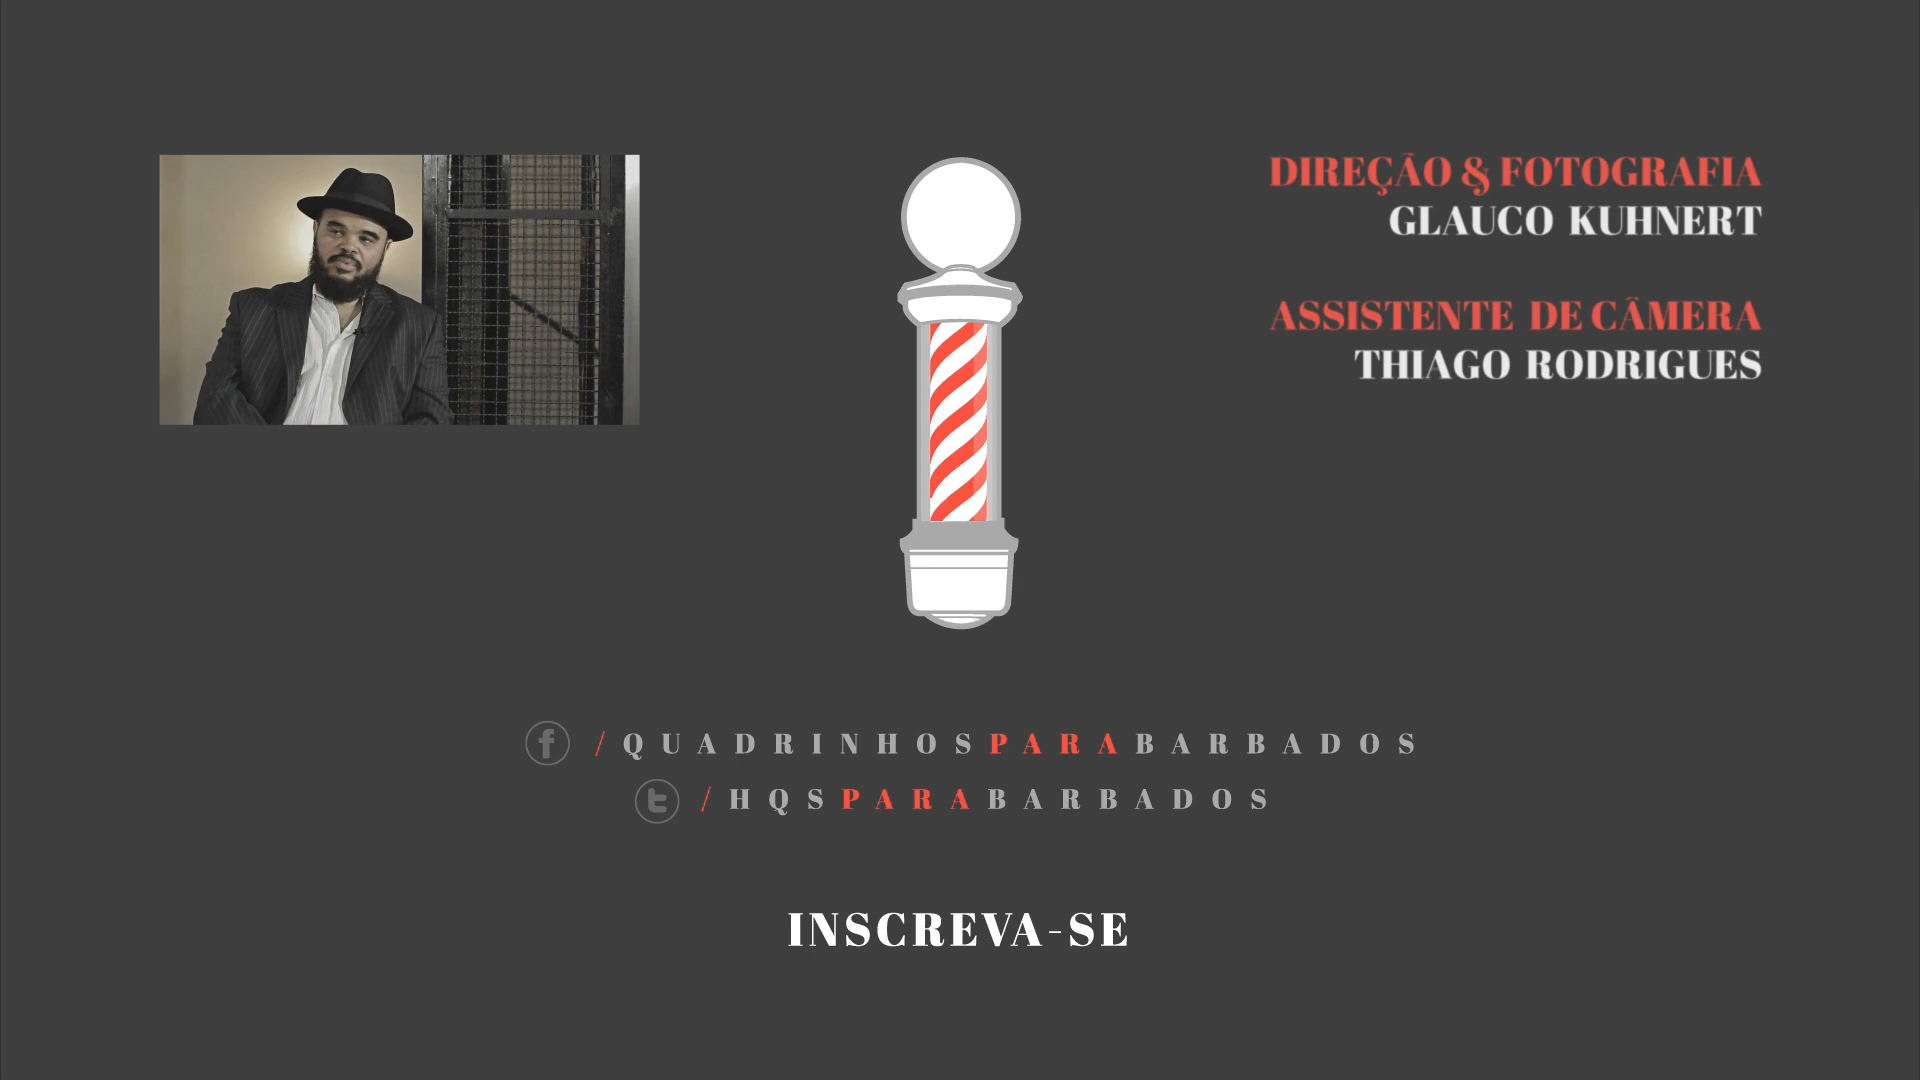 DIREÇÃO & FOTOGRAFIA
GLAUCO KUHNERT
ASSISTENTE DE CÂMERA
THIAGO RODRIGUES
/QUADRINHOSPARABARBADOS
/HQSPARABARBADOS
INSCREVA-SE